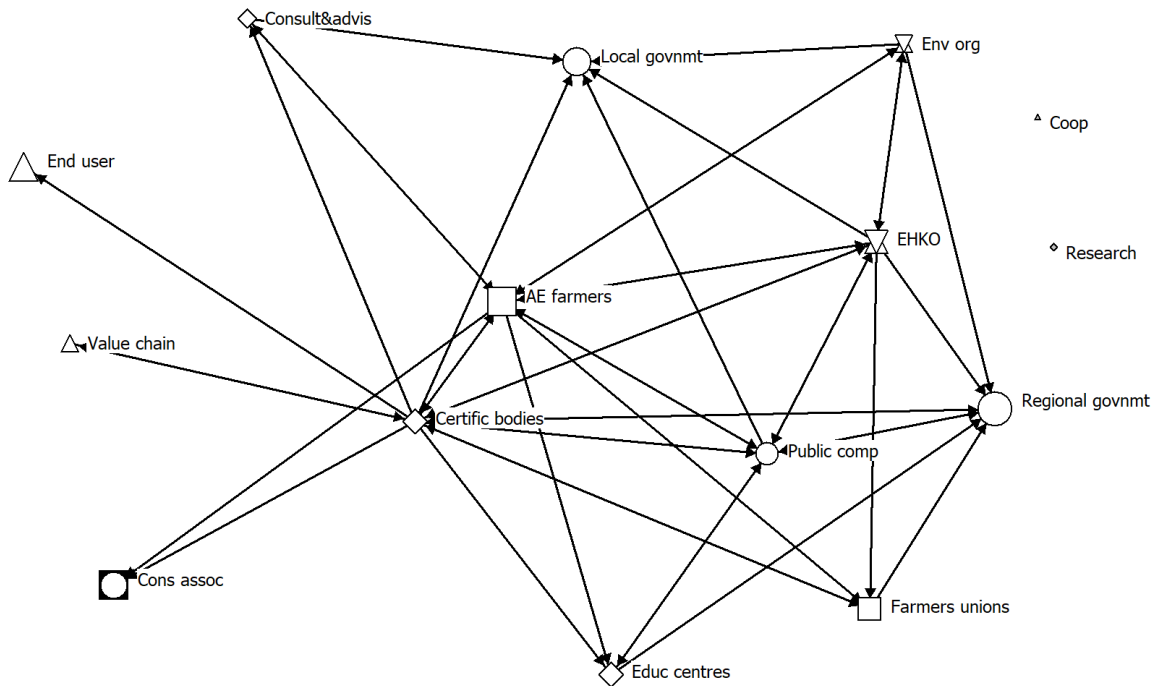 Consult&advis
Local govnmt
Env org
Coop
End user
EHKO
Research
AE farmers
Value chain
Regional govnmt
Certific bodies
Public comp
Cons assoc
Farmers unions
Educ centres